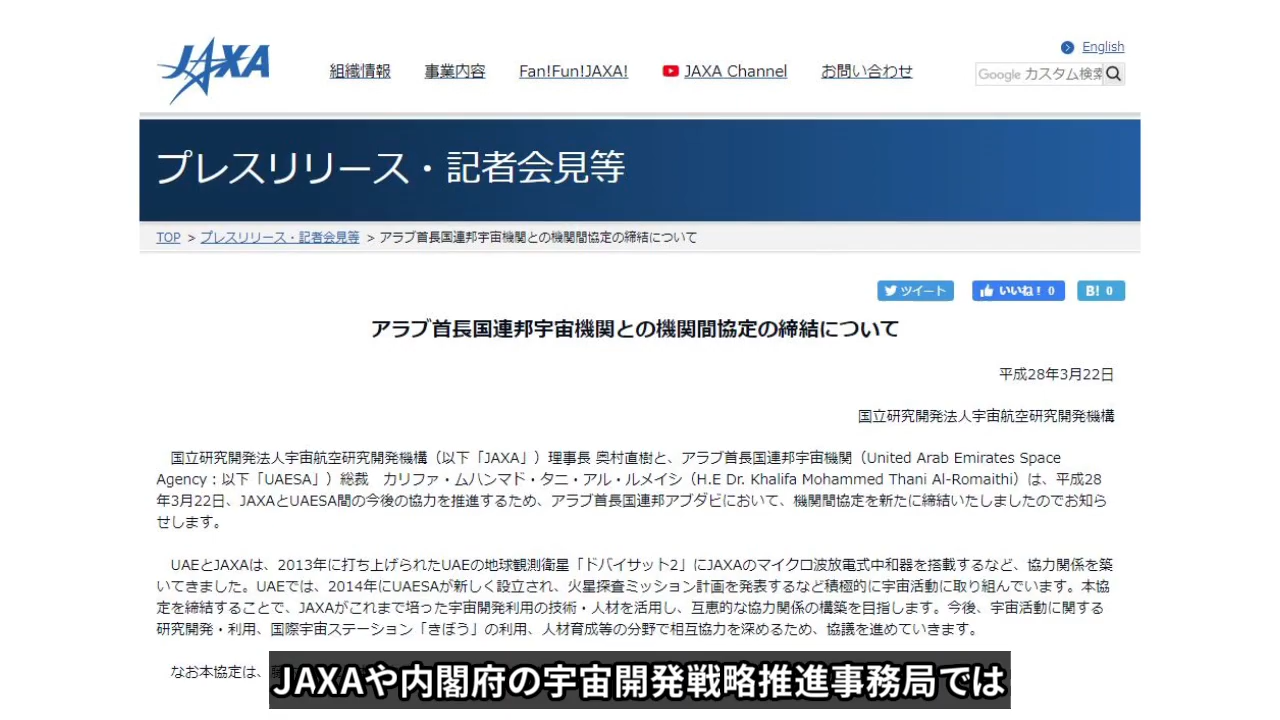 JAXA
組織情報 事業内容 Fan!Fun!JAXA! JAXA Channel お問い合わせ
English
Google カスタム検索
プレスリリース・記者会見等
TOP > プレスリリース・記者会見等 > アラブ首長国連邦宇宙機関との機関間協定の締結について
ツイート いいね！ 0 B! 0
アラブ首長国連邦宇宙機関との機関間協定の締結について
平成28年3月22日
国立研究開発法人宇宙航空研究開発機構
国立研究開発法人宇宙航空研究開発機構（以下「JAXA」）理事長 奥村直樹と、アラブ首長国連邦宇宙機関（United Arab Emirates Space
Agency：以下「UAESA」）総裁　カリファ・ムハンマド・タニ・アル・ルメイシ（H.E Dr. Khalifa Mohammed Thani Al-Romaithi）は、平成28
年3月22日、JAXAとUAESA間の今後の協力を推進するため、アラブ首長国連邦アブダビにおいて、機関間協定を新たに締結いたしましたのでお知ら
せします。
UAEとJAXAは、2013年に打ち上げられたUAEの地球観測衛星「ドバイサット2」にJAXAのマイクロ波放電式中和器を搭載するなど、協力関係を築
いてきました。UAEでは、2014年にUAESAが新しく設立され、火星探査ミッション計画を発表するなど積極的に宇宙活動に取り組んでいます。本協
定を締結することで、JAXAがこれまで培った宇宙開発利用の技術・人材を活用し、互恵的な協力関係の構築を目指します。今後、宇宙活動に関する
研究開発・利用、国際宇宙ステーション「きぼう」の利用、人材育成等の分野で相互協力を深めるため、協議を進めていきます。
なお本協定は、
JAXAや内閣府の宇宙開発戦略推進事務局では